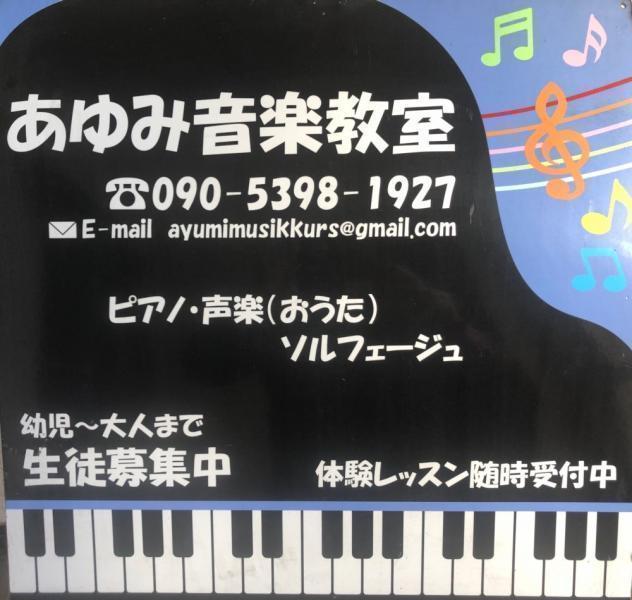 あゆみ音楽教室
☎090-5398-1927
✉E-mail ayumimusikkurs@gmail.com
ピアノ・声楽(おうた)
ソルフェージュ
幼児〜大人まで
生徒募集中
体験レッスン随時受付中